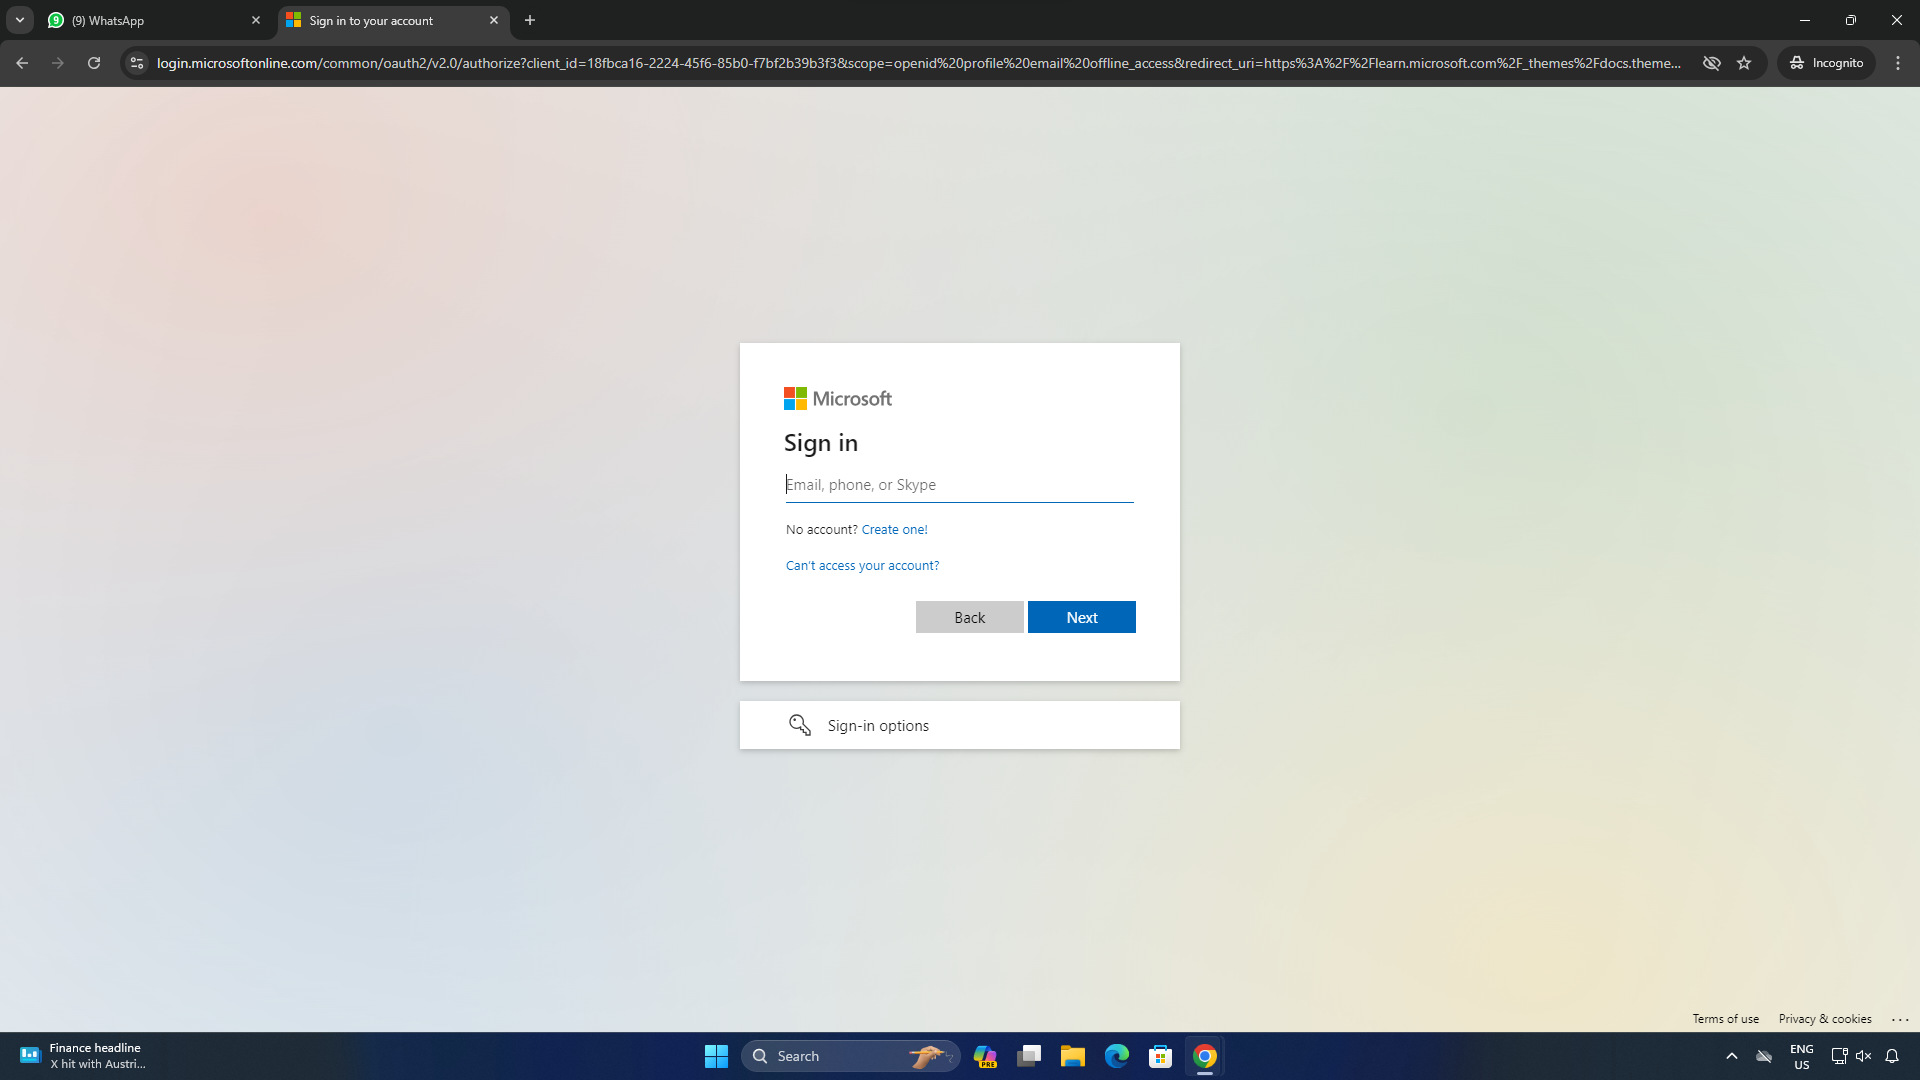 (9) WhatsApp
Sign in to your account
login.microsoftonline.com/common/oauth2/v2.0/authorize?client_id=18fbca16-2224-45f6-85b0-f7bf2b39b3f3&scope=openid%20profile%20email%20offline_access&redirect_uri=https%3A%2F%2Flearn.microsoft.com%2F_themes%2Fdocs.theme...
Incognito
Microsoft
Sign in
Email, phone, or Skype
No account? Create one!
Can't access your account?
Back
Next
Sign-in options
Terms of use
Privacy & cookies
Finance headline
X hit with Austri...
Search
PRE
ENG
US